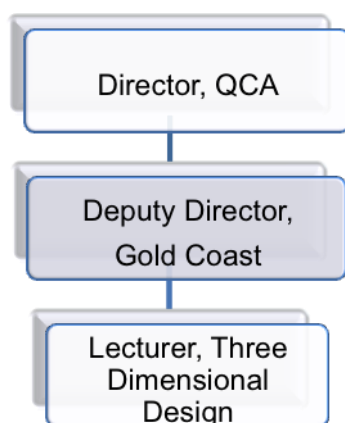 Director, QCA
Deputy Director,
Gold Coast
Lecturer, Three
Dimensional
Design